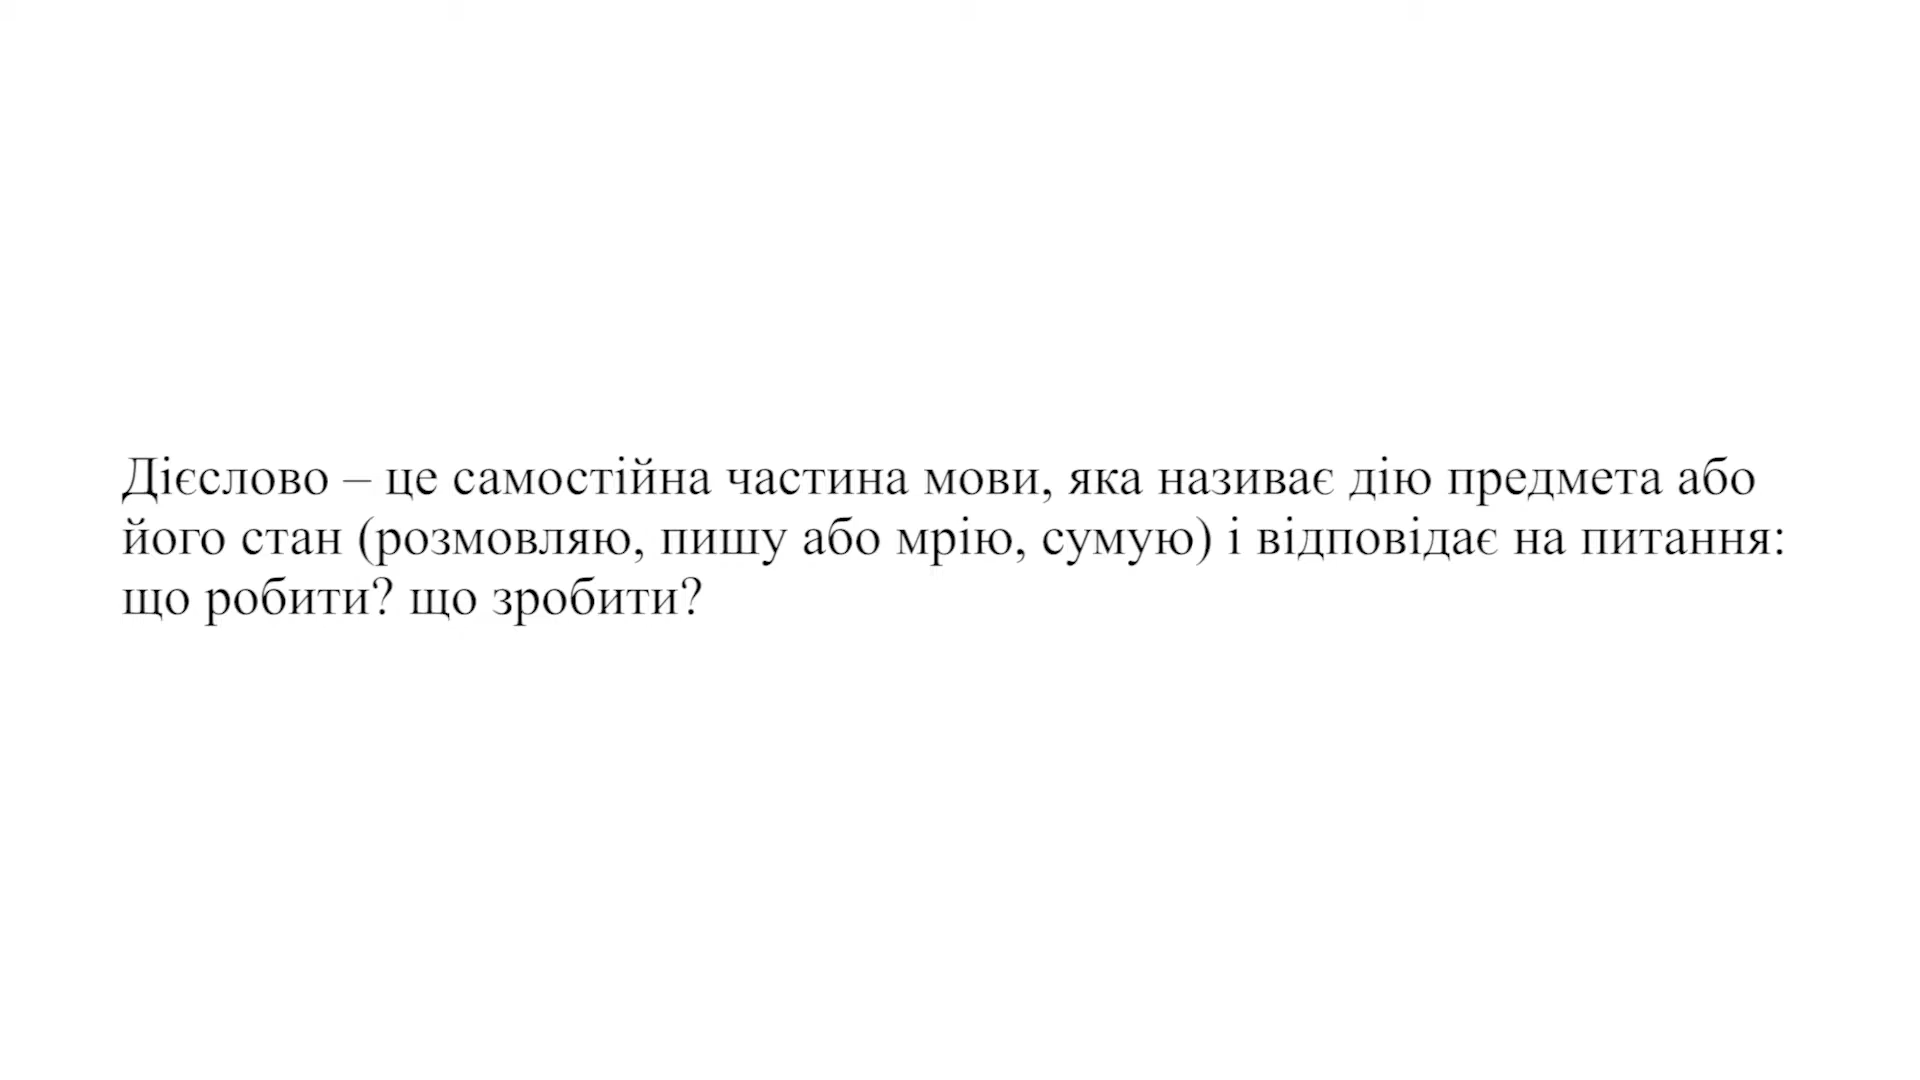 Дієслово – це самостійна частина мови, яка називає дію предмета або
його стан (розмовляю, пишу або мрію, сумую) і відповідає на питання:
що робити? що зробити?